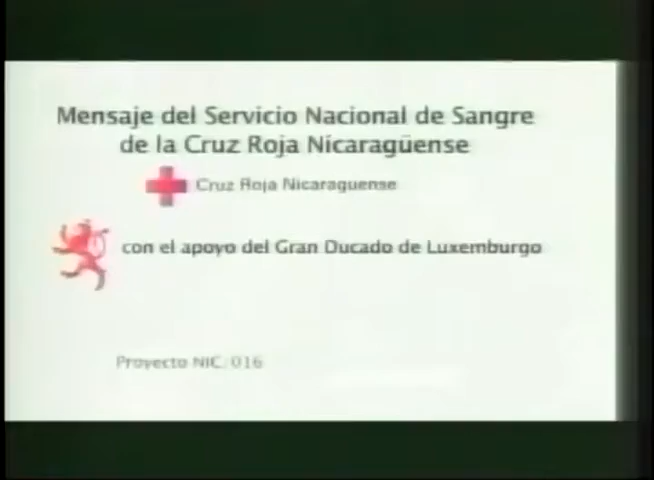 Mensaje del Servicio Nacional de Sangre
de la Cruz Roja Nicaragüense
Cruz Roja Nicaraguense
con el apoyo del Gran Ducado de Luxemburgo
Proyecto NIC/016